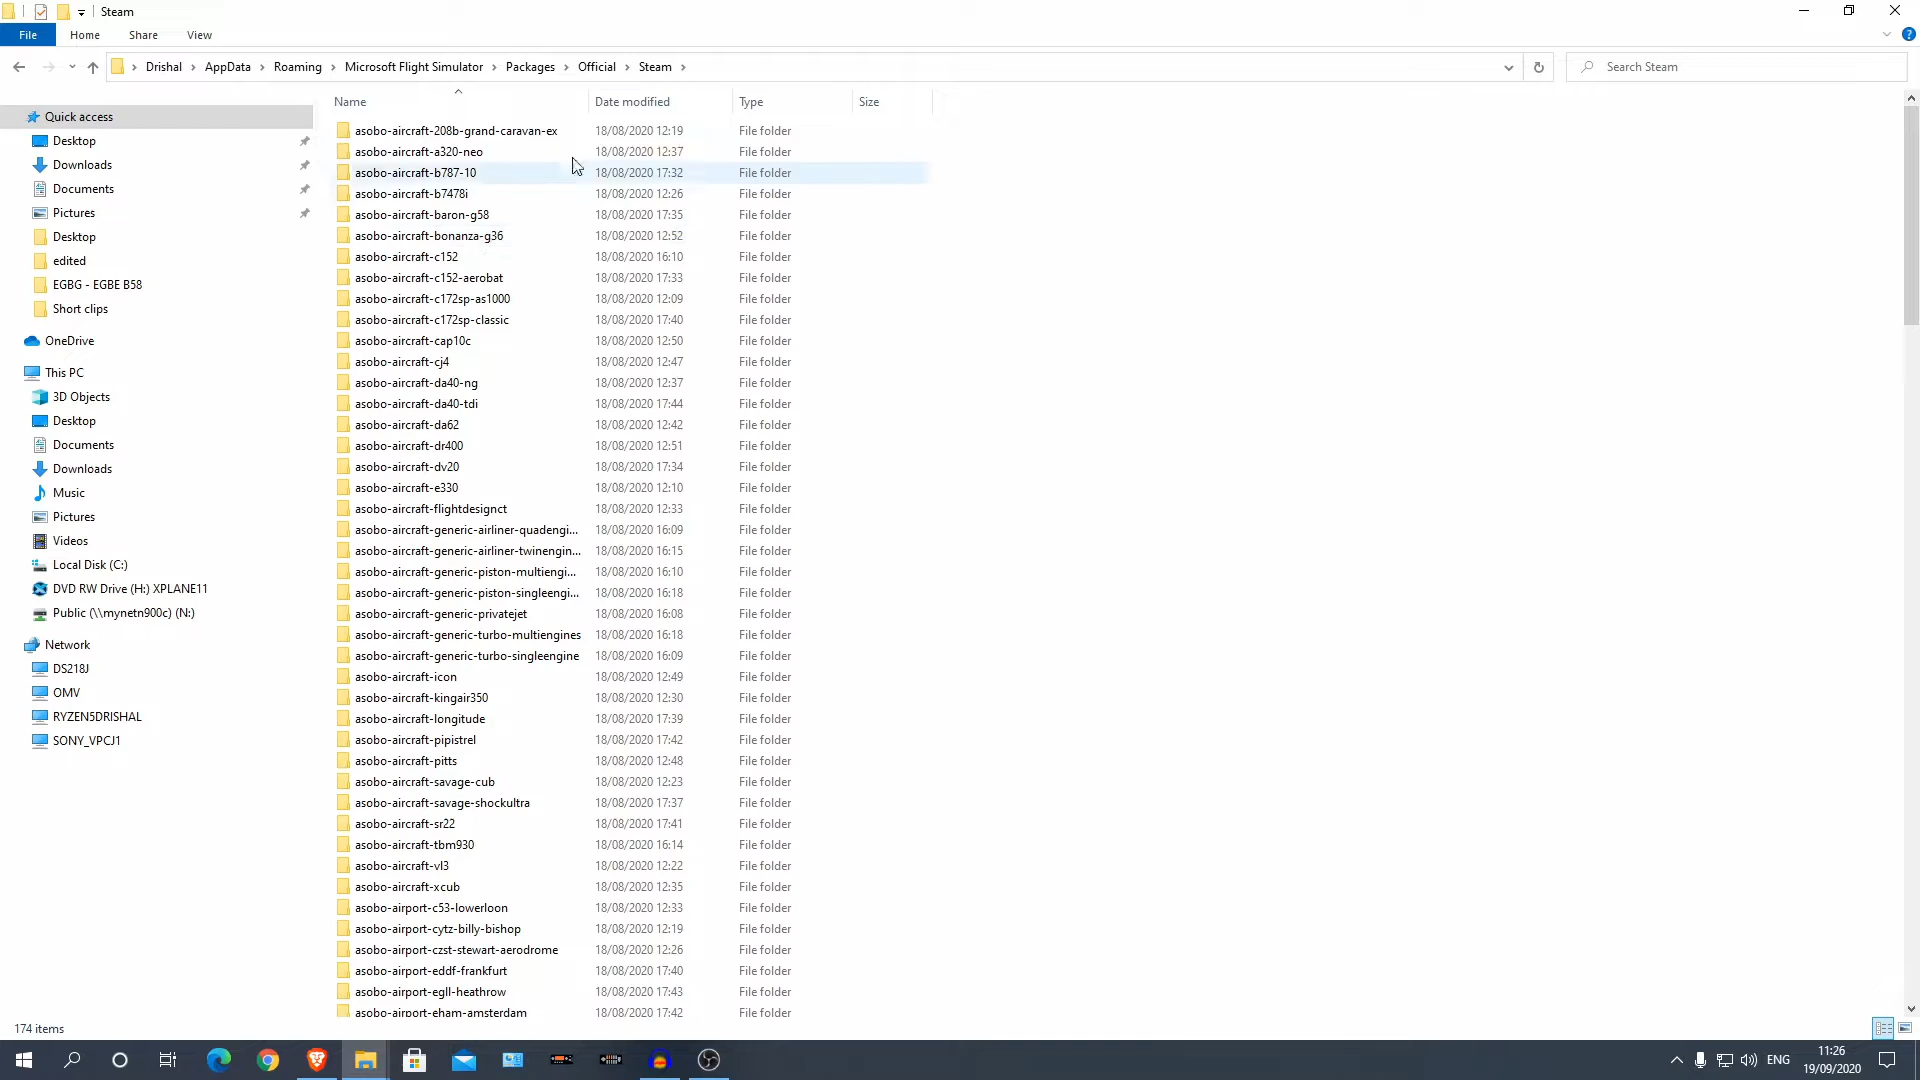 Steam
File Home Share View
Drishal AppData Roaming Microsoft Flight Simulator Packages Official Steam
Search Steam
Quick access
Desktop
Downloads
Documents
Pictures
Desktop
edited
EGBG - EGBE B58
Short clips
OneDrive
This PC
3D Objects
Desktop
Documents
Downloads
Music
Pictures
Videos
Local Disk (C:)
DVD RW Drive (H:) XPLANE11
Public (\\mynetn900c) (N:)
Network
DS218J
OMV
RYZEN5DRISHAL
SONY_VPCJ1
Name Date modified Type Size
asobo-aircraft-208b-grand-caravan-ex 18/08/2020 12:19 File folder
asobo-aircraft-a320-neo 18/08/2020 12:37 File folder
asobo-aircraft-b787-10 18/08/2020 17:32 File folder
asobo-aircraft-b7478i 18/08/2020 12:26 File folder
asobo-aircraft-baron-g58 18/08/2020 17:35 File folder
asobo-aircraft-bonanza-g36 18/08/2020 12:52 File folder
asobo-aircraft-c152 18/08/2020 16:10 File folder
asobo-aircraft-c152-aerobat 18/08/2020 17:33 File folder
asobo-aircraft-c172sp-as1000 18/08/2020 12:09 File folder
asobo-aircraft-c172sp-classic 18/08/2020 17:40 File folder
asobo-aircraft-cap10c 18/08/2020 12:50 File folder
asobo-aircraft-cj4 18/08/2020 12:47 File folder
asobo-aircraft-da40-ng 18/08/2020 12:37 File folder
asobo-aircraft-da40-tdi 18/08/2020 17:44 File folder
asobo-aircraft-da62 18/08/2020 12:42 File folder
asobo-aircraft-dr400 18/08/2020 12:51 File folder
asobo-aircraft-dv20 18/08/2020 17:34 File folder
asobo-aircraft-e330 18/08/2020 12:10 File folder
asobo-aircraft-flightdesignct 18/08/2020 12:33 File folder
asobo-aircraft-generic-airliner-quadengi... 18/08/2020 16:09 File folder
asobo-aircraft-generic-airliner-twinengin... 18/08/2020 16:15 File folder
asobo-aircraft-generic-piston-multiengi... 18/08/2020 16:10 File folder
asobo-aircraft-generic-piston-singleengi... 18/08/2020 16:18 File folder
asobo-aircraft-generic-privatejet 18/08/2020 16:08 File folder
asobo-aircraft-generic-turbo-multiengines 18/08/2020 16:18 File folder
asobo-aircraft-generic-turbo-singleengine 18/08/2020 16:09 File folder
asobo-aircraft-icon 18/08/2020 12:49 File folder
asobo-aircraft-kingair350 18/08/2020 12:30 File folder
asobo-aircraft-longitude 18/08/2020 17:39 File folder
asobo-aircraft-pipistrel 18/08/2020 17:42 File folder
asobo-aircraft-pitts 18/08/2020 12:48 File folder
asobo-aircraft-savage-cub 18/08/2020 12:23 File folder
asobo-aircraft-savage-shockultra 18/08/2020 17:37 File folder
asobo-aircraft-sr22 18/08/2020 17:41 File folder
asobo-aircraft-tbm930 18/08/2020 16:14 File folder
asobo-aircraft-vl3 18/08/2020 12:22 File folder
asobo-aircraft-xcub 18/08/2020 12:35 File folder
asobo-airport-c53-lowerloon 18/08/2020 12:33 File folder
asobo-airport-cytz-billy-bishop 18/08/2020 12:19 File folder
asobo-airport-czst-stewart-aerodrome 18/08/2020 12:26 File folder
asobo-airport-eddf-frankfurt 18/08/2020 17:40 File folder
asobo-airport-egll-heathrow 18/08/2020 17:43 File folder
asobo-airport-eham-amsterdam 18/08/2020 17:42 File folder
174 items
ENG
11:26
19/09/2020